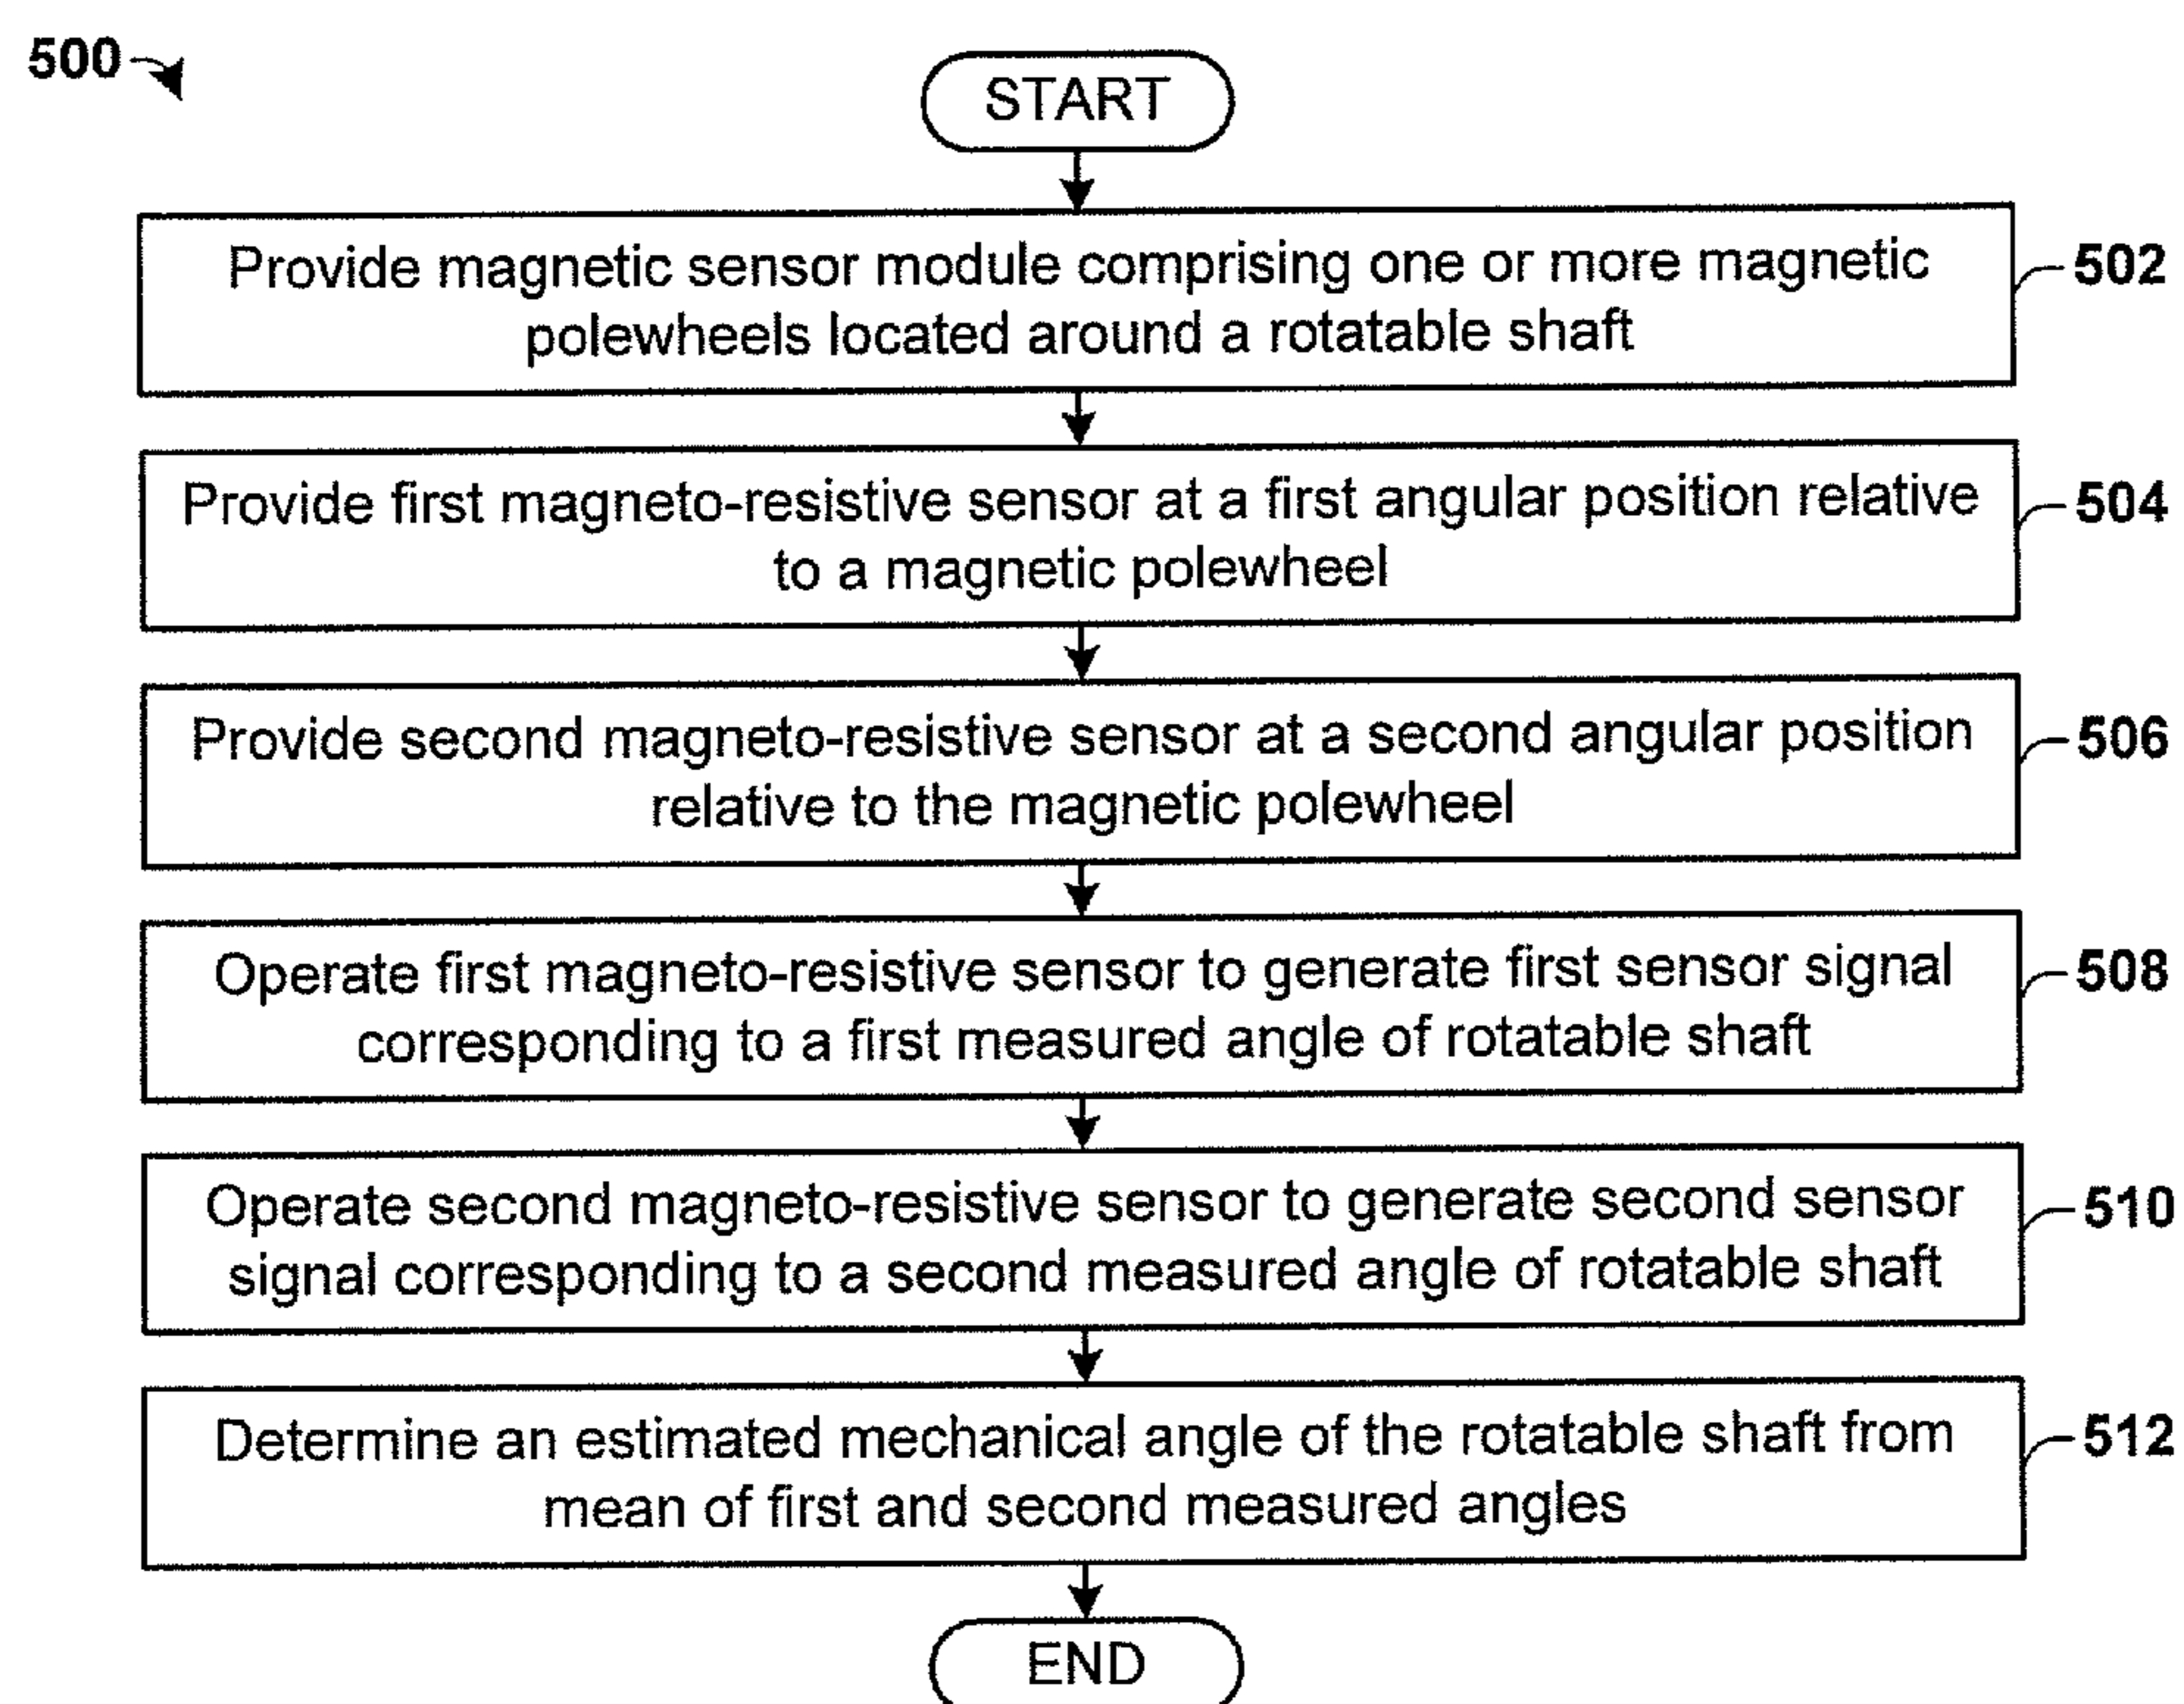 500
START
Provide magnetic sensor module comprising one or more magnetic
polewheels located around a rotatable shaft
502
Provide first magneto-resistive sensor at a first angular position relative
to a magnetic polewheel
504
Provide second magneto-resistive sensor at a second angular position
relative to the magnetic polewheel
506
Operate first magneto-resistive sensor to generate first sensor signal
corresponding to a first measured angle of rotatable shaft
508
Operate second magneto-resistive sensor to generate second sensor
signal corresponding to a second measured angle of rotatable shaft
510
Determine an estimated mechanical angle of the rotatable shaft from
mean of first and second measured angles
512
END